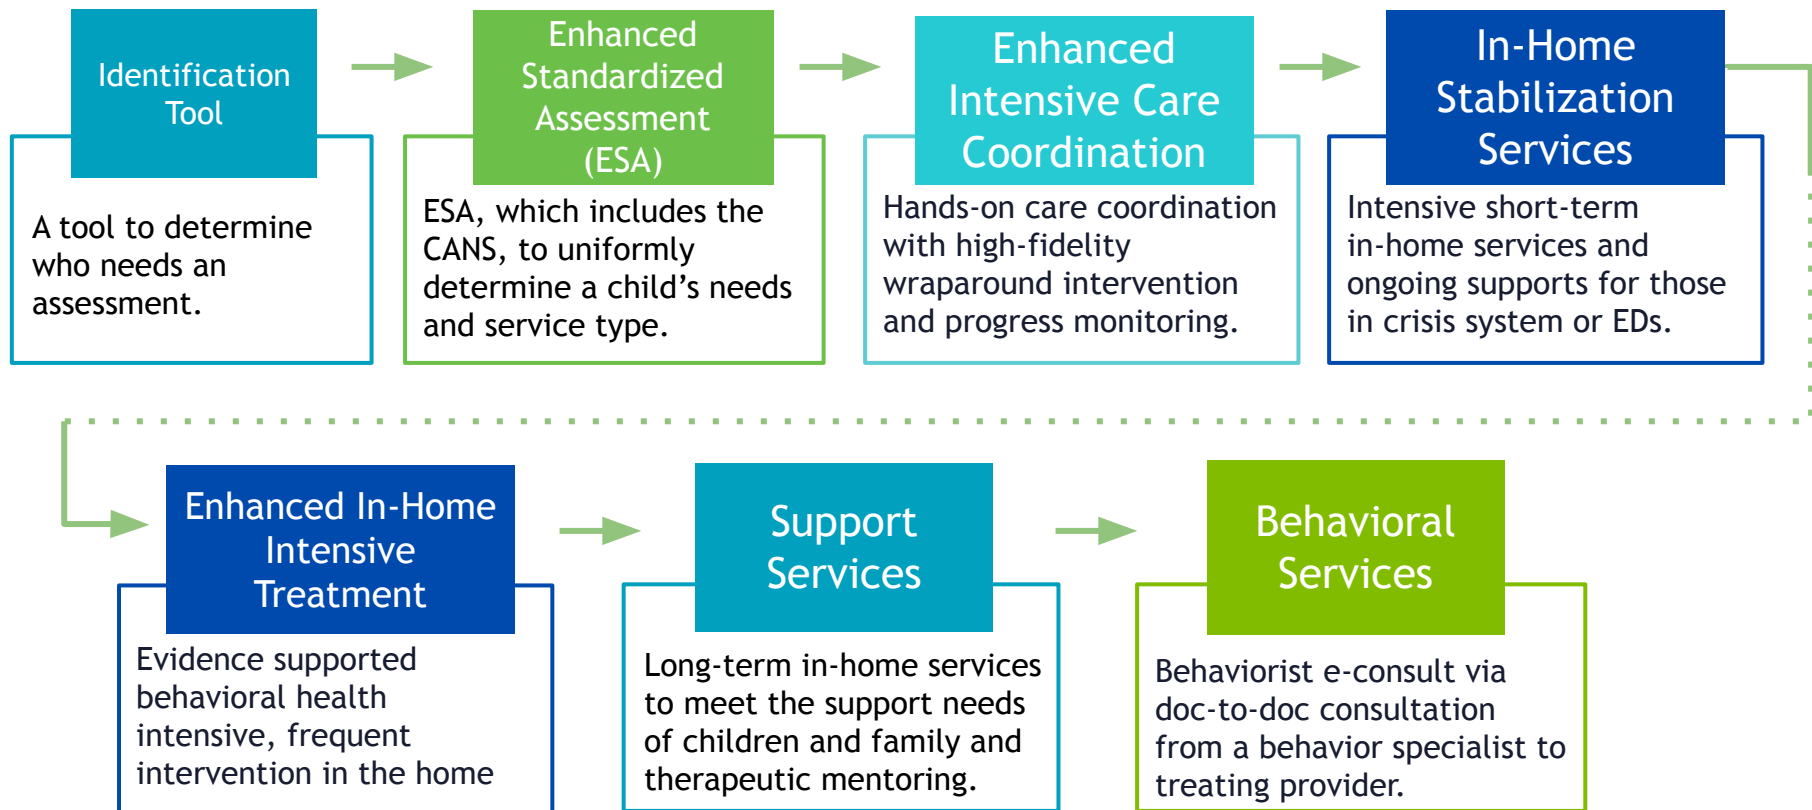 Identification
Tool
A tool to determine
who needs an
assessment.
Enhanced
Standardized
Assessment
(ESA)
ESA, which includes the
CANS, to uniformly
determine a child’s needs
and service type.
Enhanced
Intensive Care
Coordination
Hands-on care coordination
with high-fidelity
wraparound intervention
and progress monitoring.
In-Home
Stabilization
Services
Intensive short-term
in-home services and
ongoing supports for those
in crisis system or EDs.
Enhanced In-Home
Intensive
Treatment
Evidence supported
behavioral health
intensive, frequent
intervention in the home
Support
Services
Long-term in-home services
to meet the support needs
of children and family and
therapeutic mentoring.
Behavioral
Services
Behaviorist e-consult via
doc-to-doc consultation
from a behavior specialist to
treating provider.